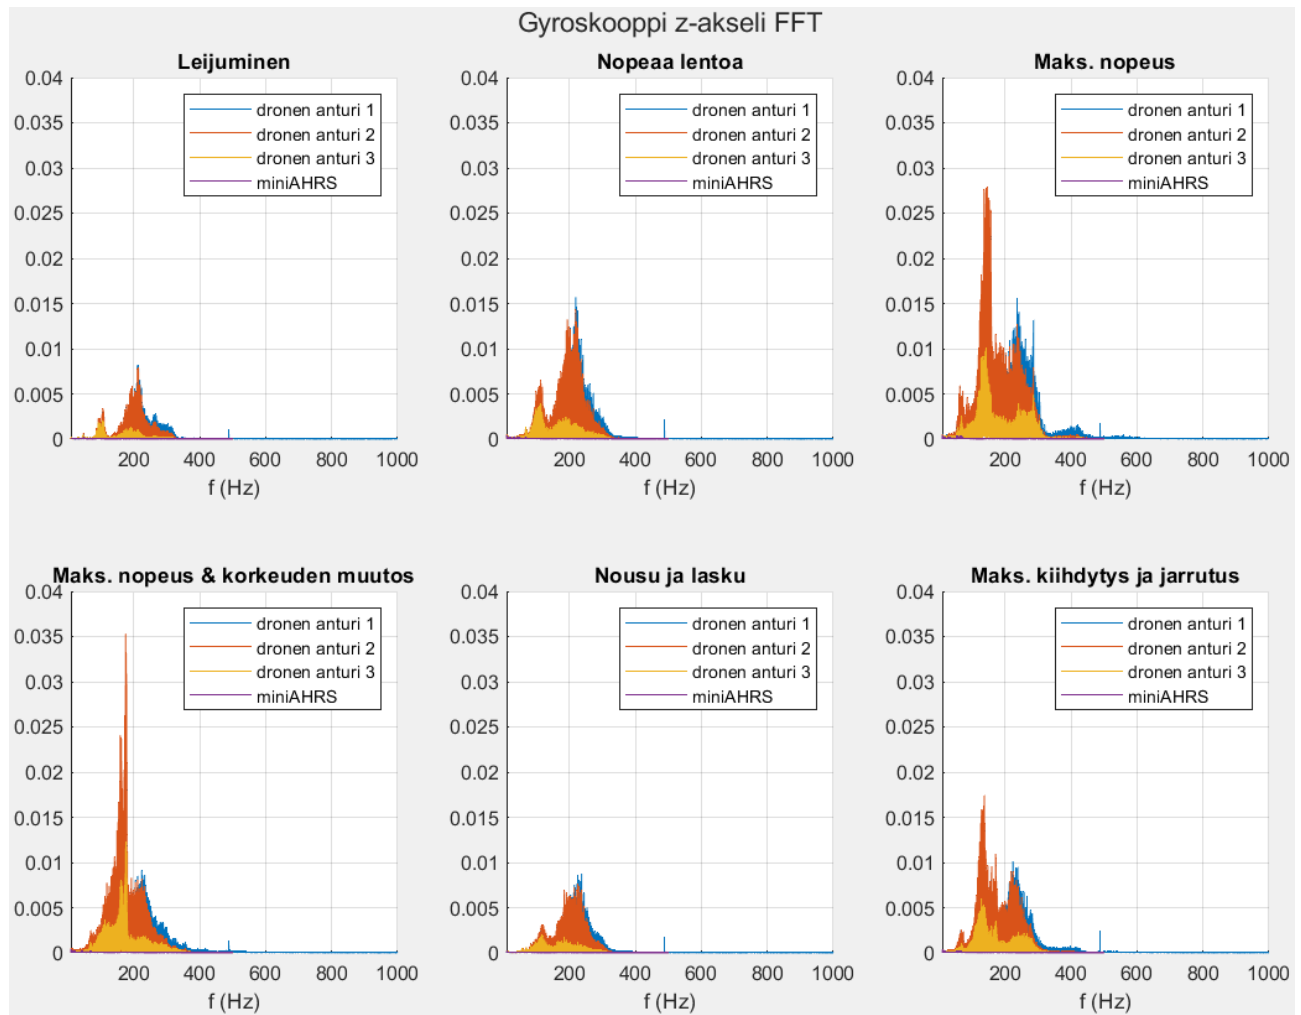 Gyroskooppi z-akseli FFT
Leijuminen
0.04
0.035
0.03
0.025
0.02
0.015
0.01
0.005
0
200 400 600 800 1000
f (Hz)
dronen anturi 1
dronen anturi 2
dronen anturi 3
miniAHRS
Nopeaa lentoa
0.04
0.035
0.03
0.025
0.02
0.015
0.01
0.005
0
200 400 600 800 1000
f (Hz)
dronen anturi 1
dronen anturi 2
dronen anturi 3
miniAHRS
Maks. nopeus
0.04
0.035
0.03
0.025
0.02
0.015
0.01
0.005
0
200 400 600 800 1000
f (Hz)
dronen anturi 1
dronen anturi 2
dronen anturi 3
miniAHRS
Maks. nopeus & korkeuden muutos
0.04
0.035
0.03
0.025
0.02
0.015
0.01
0.005
0
200 400 600 800 1000
f (Hz)
dronen anturi 1
dronen anturi 2
dronen anturi 3
miniAHRS
Nousu ja lasku
0.04
0.035
0.03
0.025
0.02
0.015
0.01
0.005
0
200 400 600 800 1000
f (Hz)
dronen anturi 1
dronen anturi 2
dronen anturi 3
miniAHRS
Maks. kiihdytys ja jarrutus
0.04
0.035
0.03
0.025
0.02
0.015
0.01
0.005
0
200 400 600 800 1000
f (Hz)
dronen anturi 1
dronen anturi 2
dronen anturi 3
miniAHRS